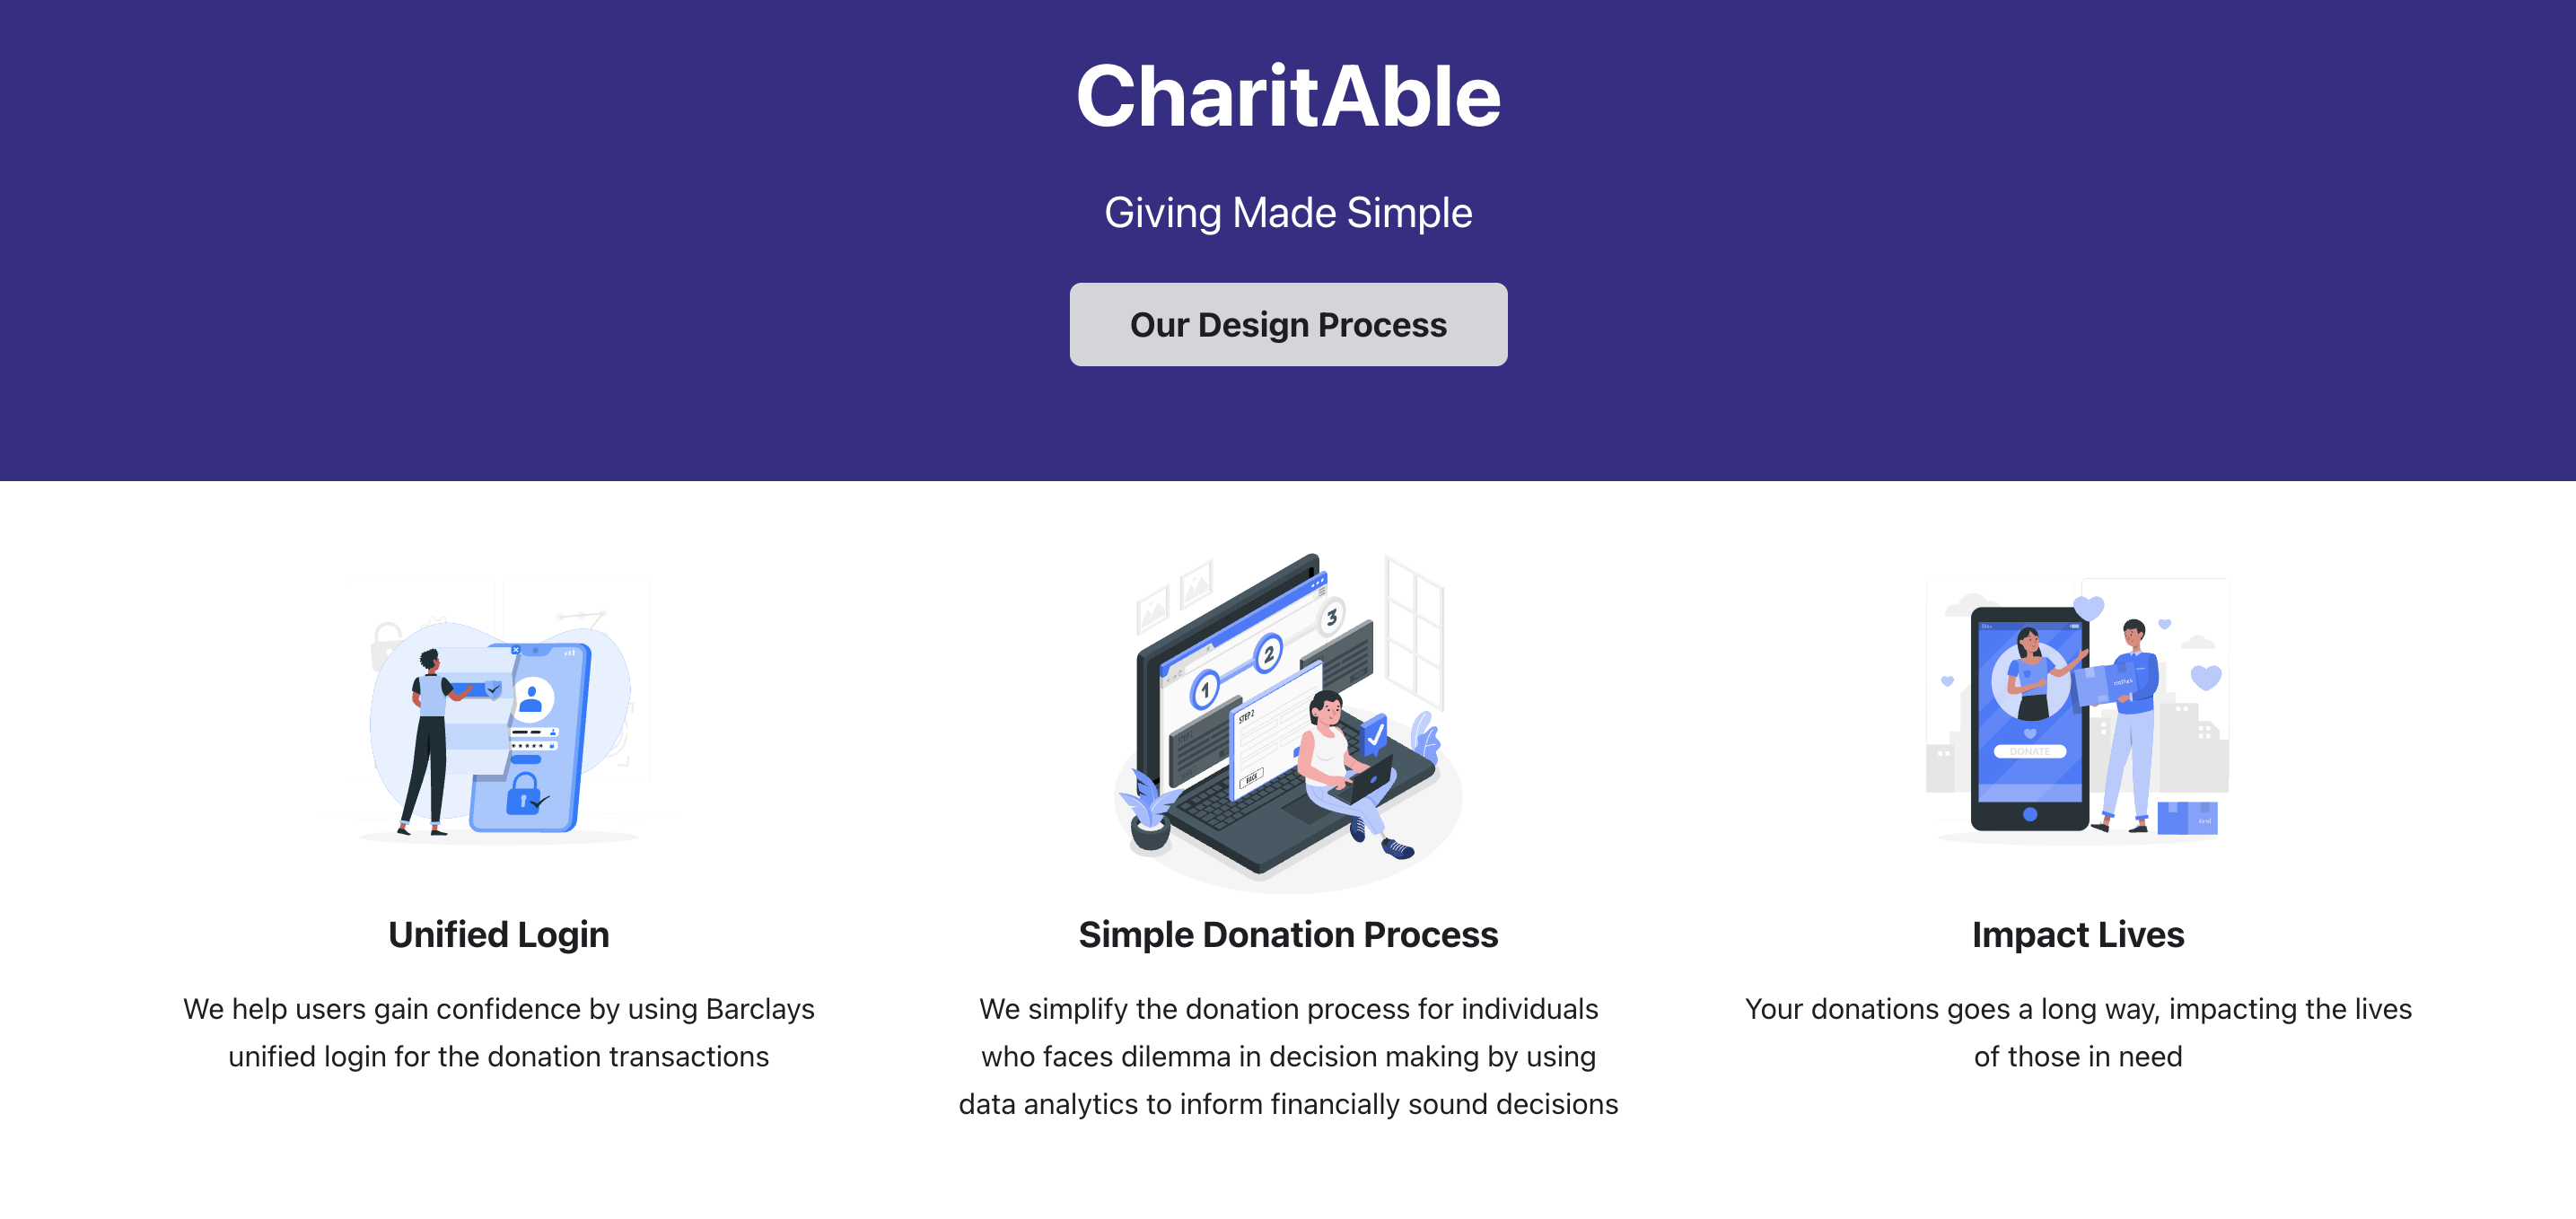 CharitAble
Giving Made Simple
Our Design Process
1
2
3
STEP 2
BACK
DONATE
clothes
food
Unified Login
We help users gain confidence by using Barclays
unified login for the donation transactions
Simple Donation Process
We simplify the donation process for individuals
who faces dilemma in decision making by using
data analytics to inform financially sound decisions
Impact Lives
Your donations goes a long way, impacting the lives
of those in need